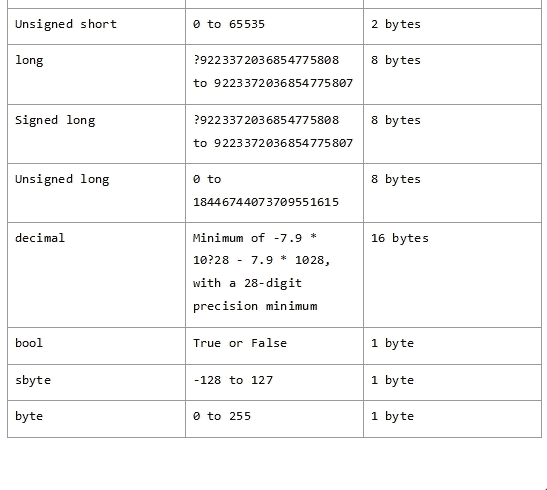 Unsigned short 0 to 65535 2 bytes
long ?9223372036854775808 8 bytes
to 9223372036854775807
Signed long ?9223372036854775808 8 bytes
to 9223372036854775807
Unsigned long 0 to 8 bytes
18446744073709551615
decimal Minimum of -7.9 * 16 bytes
10?28 - 7.9 * 1028,
with a 28-digit
precision minimum
bool True or False 1 byte
sbyte -128 to 127 1 byte
byte 0 to 255 1 byte